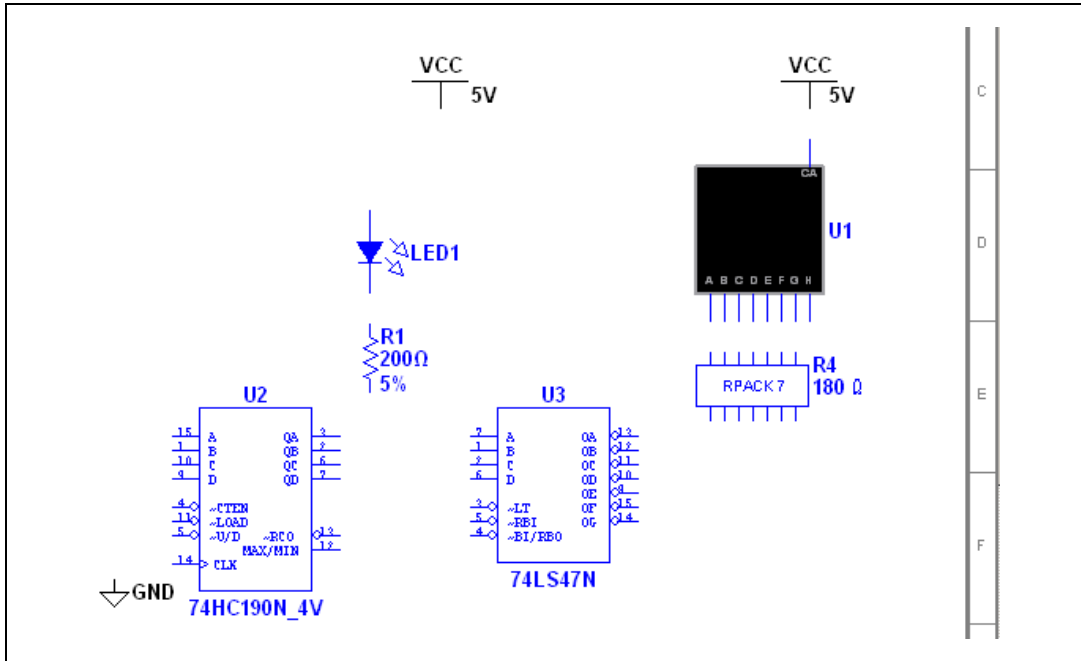 VCC
5V
VCC
5V
C
CA
U1
D
LED1
A B C D E F G H
R1
200Ω
5%
RPACK 7
R4
180 Ω
E
U2
15 A QA 3
1 B QB 2
10 C QC 6
9 D QD 7
4 ~CTEN
11 ~LOAD
5 ~U/D ~RCO 13
MAX/MIN 12
14 CLK
74HC190N_4V
GND
U3
7 A OA 13
1 B OB 12
2 C OC 11
6 D OD 10
OE 9
3 ~LT OF 15
5 ~RBI OG 14
4 ~BI/RBO
74LS47N
F